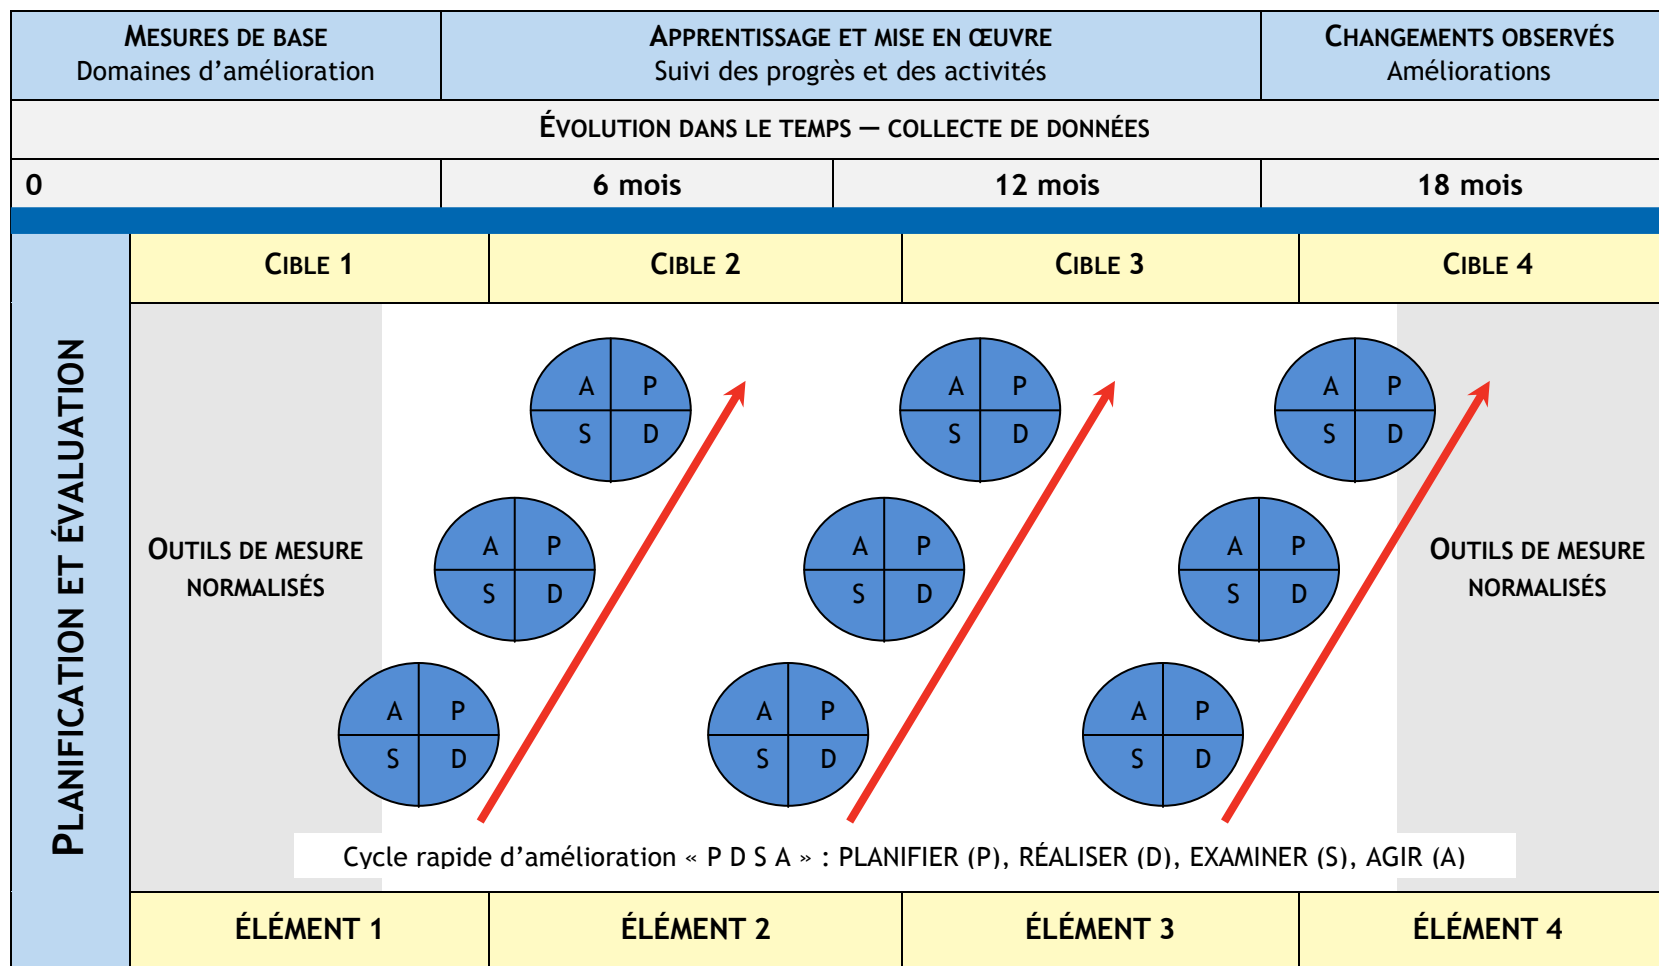 MESURES DE BASE
Domaines d’amélioration
APPRENTISSAGE ET MISE EN ŒUVRE
Suivi des progrès et des activités
CHANGEMENTS OBSERVÉS
Améliorations
ÉVOLUTION DANS LE TEMPS — COLLECTE DE DONNÉES
0
6 mois
12 mois
18 mois
PLANIFICATION ET ÉVALUATION
CIBLE 1
CIBLE 2
CIBLE 3
CIBLE 4
A P
S D
A P
S D
A P
S D
OUTILS DE MESURE
NORMALISÉS
A P
S D
A P
S D
A P
S D
OUTILS DE MESURE
NORMALISÉS
A P
S D
A P
S D
A P
S D
Cycle rapide d’amélioration « P D S A » : PLANIFIER (P), RÉALISER (D), EXAMINER (S), AGIR (A)
ÉLÉMENT 1
ÉLÉMENT 2
ÉLÉMENT 3
ÉLÉMENT 4